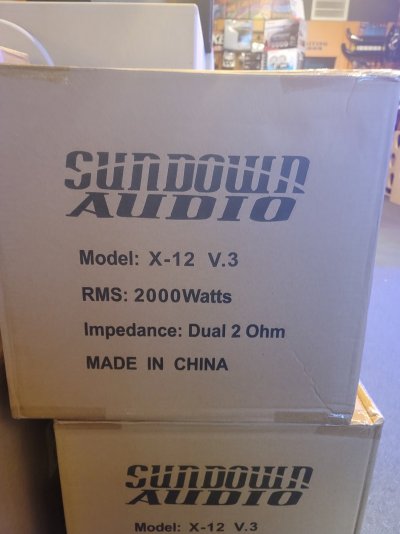 SUNDOWN
AUDIO
Model: X-12 V.3
RMS: 2000Watts
Impedance: Dual 2 Ohm
MADE IN CHINA
SUNDOWN
AUDIO
Model: X-12 V.3